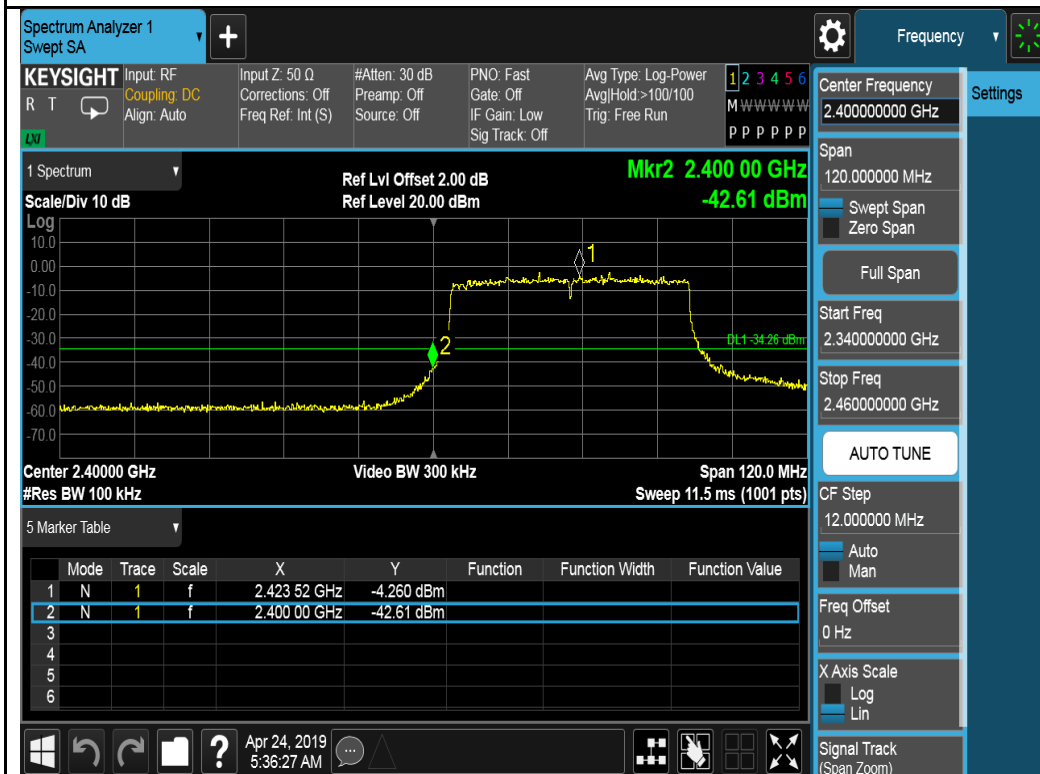 Spectrum Analyzer 1
Swept SA
+
Frequency
KEYSIGHT
R T
LXI
Input: RF
Coupling: DC
Align: Auto
Input Z: 50 Ω
Corrections: Off
Freq Ref: Int (S)
#Atten: 30 dB
Preamp: Off
Source: Off
PNO: Fast
Gate: Off
IF Gain: Low
Sig Track: Off
Avg Type: Log-Power
Avg|Hold:>100/100
Trig: Free Run
1 2 3 4 5 6
M W W W W W
P P P P P P
1 Spectrum
Scale/Div 10 dB
Ref Lvl Offset 2.00 dB
Ref Level 20.00 dBm
Mkr2 2.400 00 GHz
-42.61 dBm
Log
10.0
0.00
-10.0
-20.0
-30.0
-40.0
-50.0
-60.0
-70.0
1
2
DL1 -34.26 dBm
Center 2.40000 GHz
#Res BW 100 kHz
Video BW 300 kHz
Span 120.0 MHz
Sweep 11.5 ms (1001 pts)
5 Marker Table
Mode Trace Scale X Y Function Function Width Function Value
1 N 1 f 2.423 52 GHz -4.260 dBm
2 N 1 f 2.400 00 GHz -42.61 dBm
3
4
5
6
Apr 24, 2019
5:36:27 AM
?
Center Frequency
2.400000000 GHz
Settings
Span
120.000000 MHz
Swept Span
Zero Span
Full Span
Start Freq
2.340000000 GHz
Stop Freq
2.460000000 GHz
AUTO TUNE
CF Step
12.000000 MHz
Auto
Man
Freq Offset
0 Hz
X Axis Scale
Log
Lin
Signal Track
(Span Zoom)